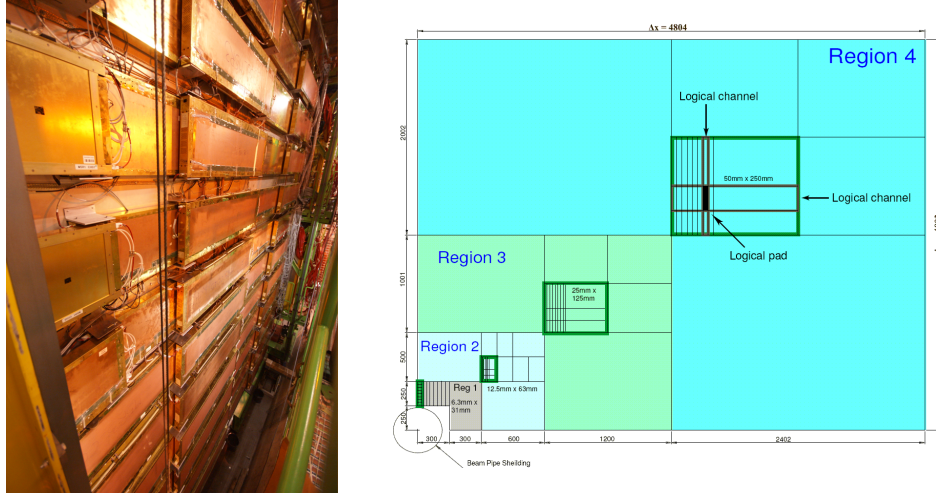 Δx = 4804
Region 4
Logical channel
2002
50mm x 250mm
Logical channel
Logical pad
Region 3
1001
25mm x
125mm
Region 2
500
Reg 1
12.5mm x 63mm
250
6.3mm x
31mm
250
300
300
600
1200
2402
Beam Pipe Sheilding